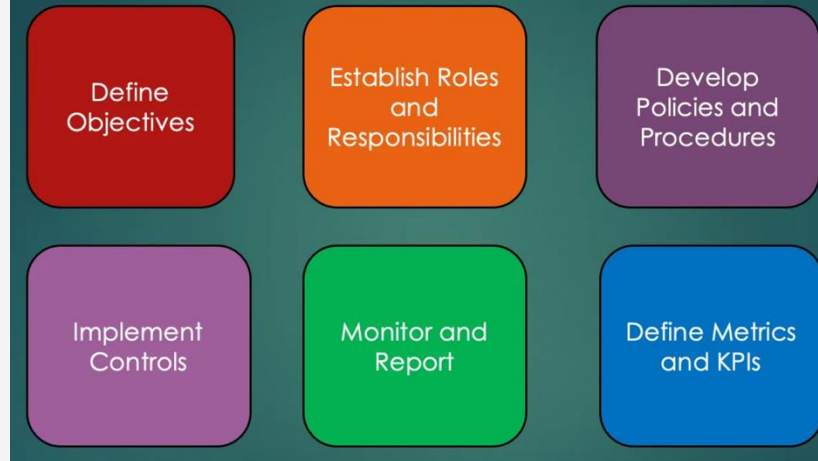 Define
Objectives
Establish Roles
and
Responsibilities
Develop
Policies and
Procedures
Implement
Controls
Monitor and
Report
Define Metrics
and KPIs